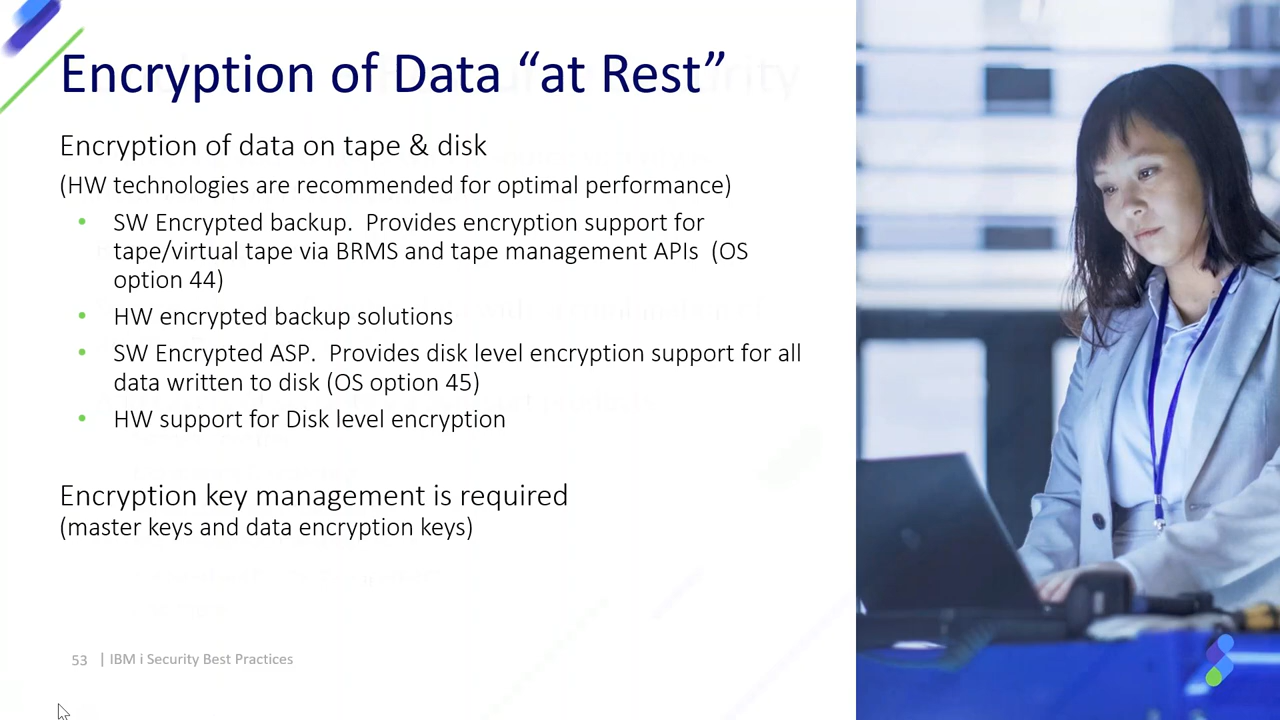 Encryption of Data “at Rest”
Encryption of data on tape & disk
(HW technologies are recommended for optimal performance)
• SW Encrypted backup.  Provides encryption support for
tape/virtual tape via BRMS and tape management APIs  (OS
option 44)
• HW encrypted backup solutions
• SW Encrypted ASP.  Provides disk level encryption support for all
data written to disk (OS option 45)
• HW support for Disk level encryption
Encryption key management is required
(master keys and data encryption keys)
53 | IBM i Security Best Practices